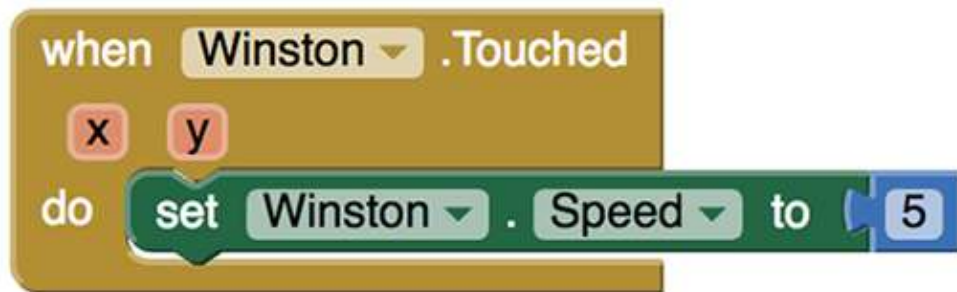 when Winston .Touched
x y
do set Winston . Speed to 5